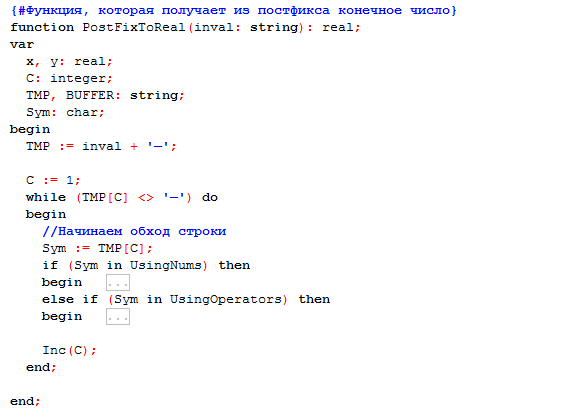 {#Функция, которая получает из постфикса конечное число}
function PostFixToReal(inval: string): real;
var
x, y: real;
C: integer;
TMP, BUFFER: string;
Sym: char;
begin
TMP := inval + '—';
C := 1;
while (TMP[C] <> '—') do
begin
//Начинаем обход строки
Sym := TMP[C];
if (Sym in UsingNums) then
begin ...
else if (Sym in UsingOperators) then
begin ...
Inc(C);
end;
end;